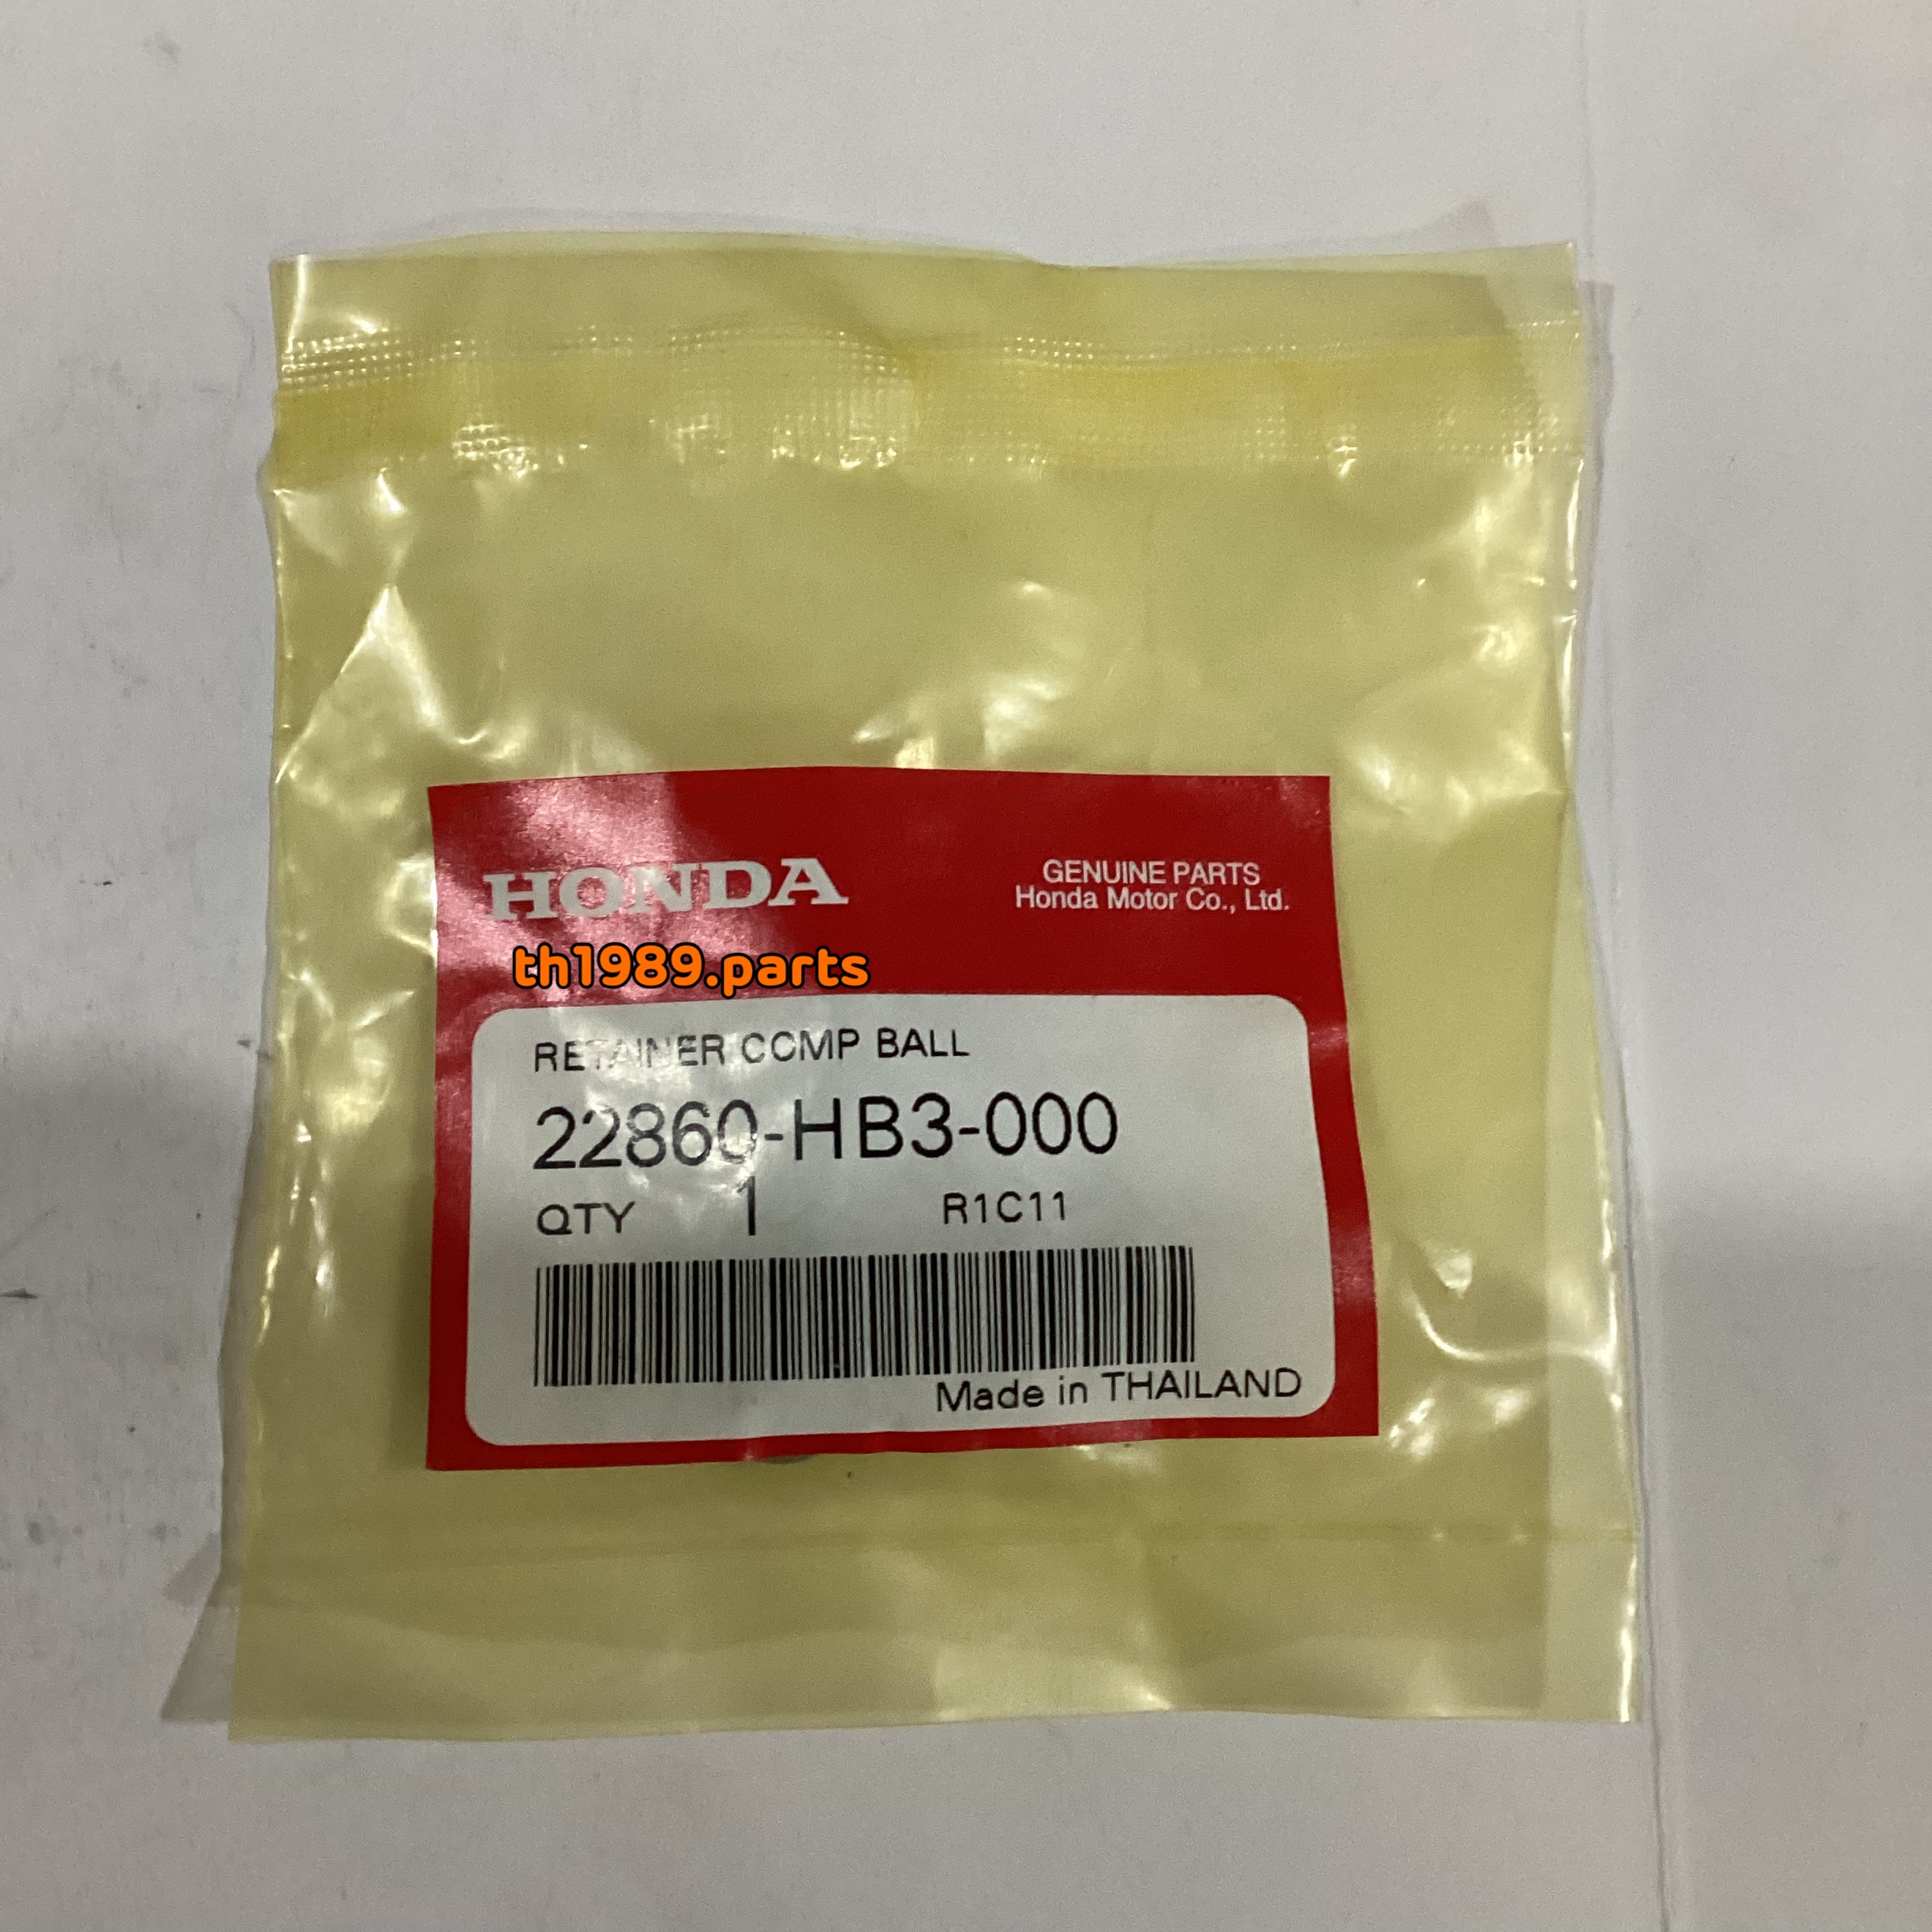 HONDA
GENUINE PARTS
Honda Motor Co., Ltd.
th1989.parts
RETAINER COMP BALL
22860-HB3-000
QTY 1 R1C11
Made in THAILAND